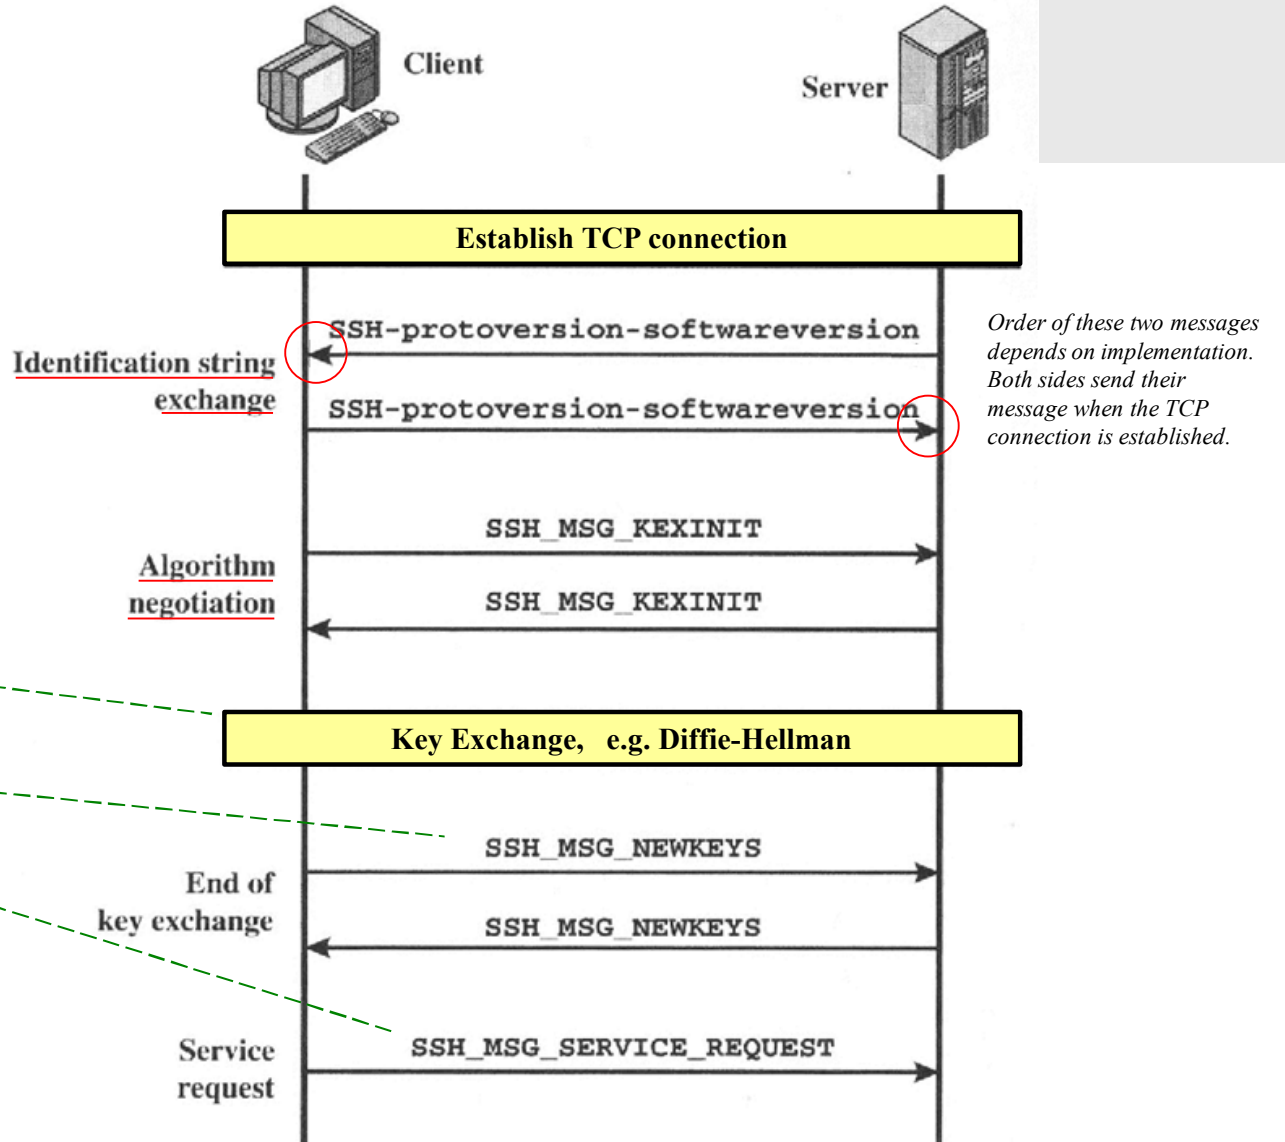 Client
Server
Establish TCP connection
SSH-protoversion-softwareversion
Identification string
exchange
SSH-protoversion-softwareversion
Order of these two messages
depends on implementation.
Both sides send their
message when the TCP
connection is established.
SSH_MSG_KEXINIT
Algorithm
negotiation
SSH_MSG_KEXINIT
Key Exchange, e.g. Diffie-Hellman
SSH_MSG_NEWKEYS
End of
key exchange
SSH_MSG_NEWKEYS
Service
request
SSH_MSG_SERVICE_REQUEST